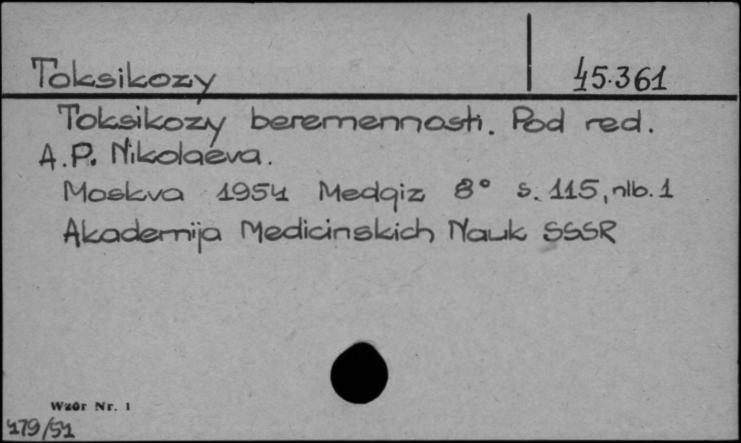 Toksikozy 45.361
Toksikozy beremennosti. Pod red.
A.P. Nikolaeva.
Moskva 1954 Medgiz 8° s. 115, nlb. 1
Akademija Medicinskich Nauk SSSR
Wzór Nr. 1
479/54